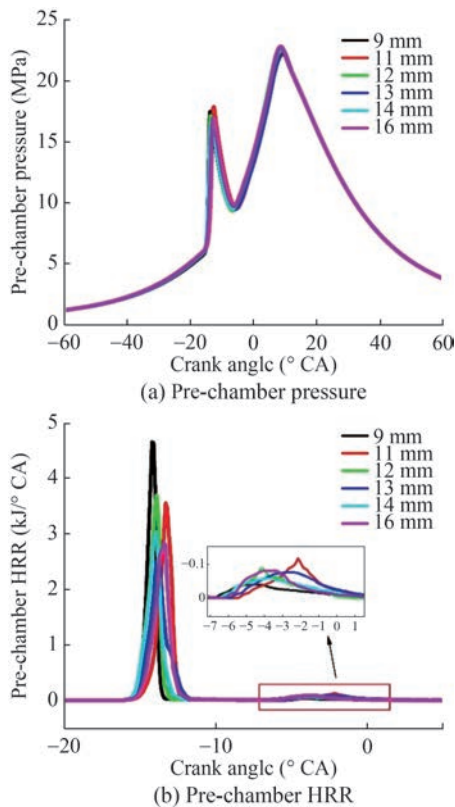 25
20
15
10
5
0
Pre-chamber pressure (MPa)
9 mm
11 mm
12 mm
13 mm
14 mm
16 mm
−60 −40 −20 0 20 40 60
Crank anglc (° CA)
(a) Pre-chamber pressure
5
4
3
2
1
0
Pre-chamber HRR (kJ/° CA)
9 mm
11 mm
12 mm
13 mm
14 mm
16 mm
−0.1
0
−7 −6 −5 −4 −3 −2 −1 0 1
−20 −10 0
Crank anglc (° CA)
(b) Pre-chamber HRR